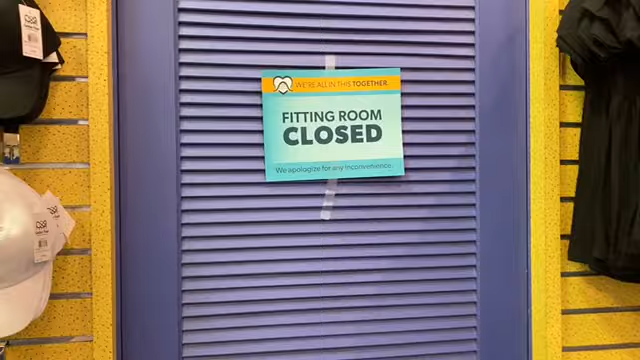 WE'RE ALL IN THIS TOGETHER.
FITTING ROOM
CLOSED
We apologize for any inconvenience.